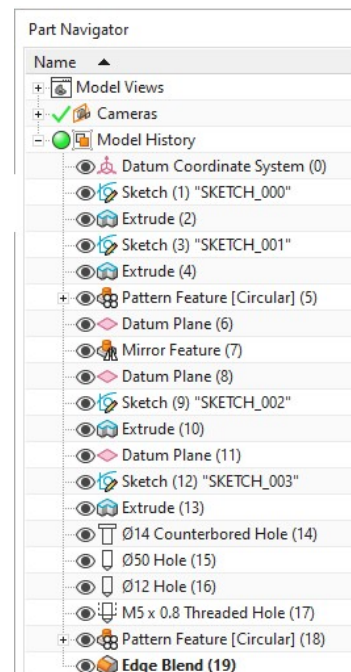 Part Navigator
Name
Model Views
Cameras
Model History
Datum Coordinate System (0)
Sketch (1) "SKETCH_000"
Extrude (2)
Sketch (3) "SKETCH_001"
Extrude (4)
Pattern Feature [Circular] (5)
Datum Plane (6)
Mirror Feature (7)
Datum Plane (8)
Sketch (9) "SKETCH_002"
Extrude (10)
Datum Plane (11)
Sketch (12) "SKETCH_003"
Extrude (13)
Ø14 Counterbored Hole (14)
Ø50 Hole (15)
Ø12 Hole (16)
M5 x 0.8 Threaded Hole (17)
Pattern Feature [Circular] (18)
Edge Blend (19)